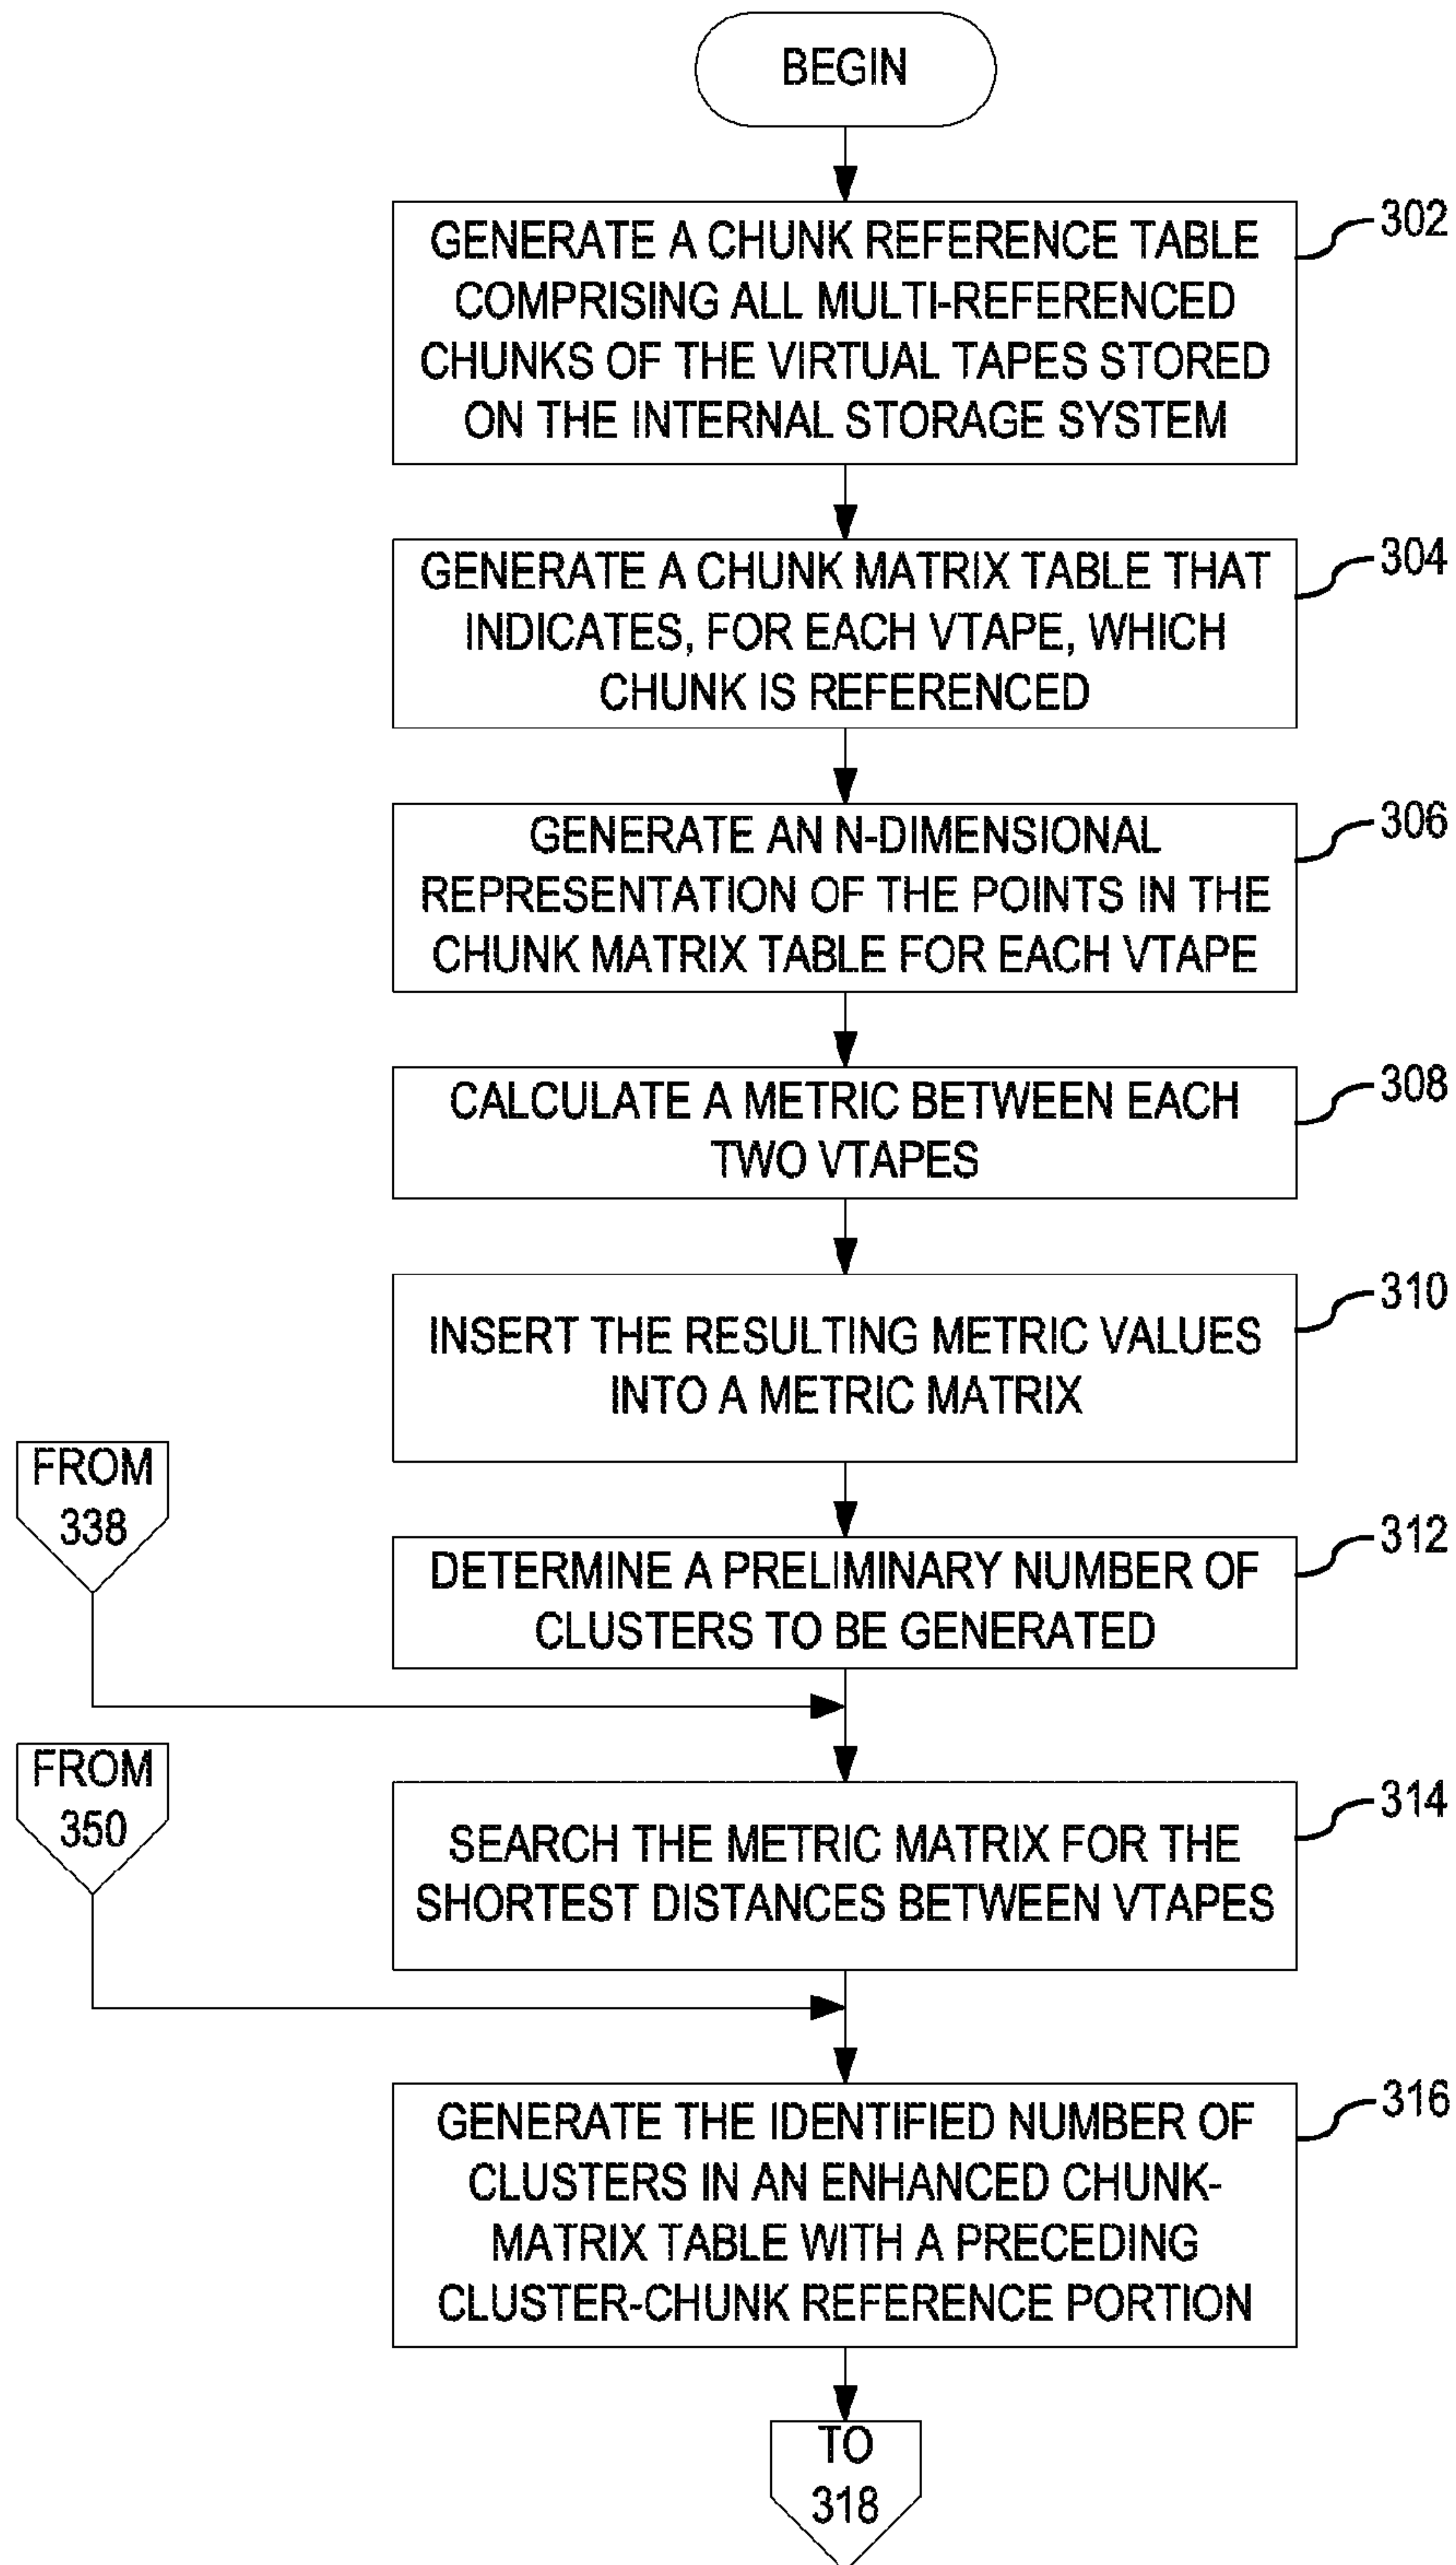 BEGIN
GENERATE A CHUNK REFERENCE TABLE
COMPRISING ALL MULTI-REFERENCED
CHUNKS OF THE VIRTUAL TAPES STORED
ON THE INTERNAL STORAGE SYSTEM
302
GENERATE A CHUNK MATRIX TABLE THAT
INDICATES, FOR EACH VTAPE, WHICH
CHUNK IS REFERENCED
304
GENERATE AN N-DIMENSIONAL
REPRESENTATION OF THE POINTS IN THE
CHUNK MATRIX TABLE FOR EACH VTAPE
306
CALCULATE A METRIC BETWEEN EACH
TWO VTAPES
308
INSERT THE RESULTING METRIC VALUES
INTO A METRIC MATRIX
310
FROM
338
DETERMINE A PRELIMINARY NUMBER OF
CLUSTERS TO BE GENERATED
312
FROM
350
SEARCH THE METRIC MATRIX FOR THE
SHORTEST DISTANCES BETWEEN VTAPES
314
GENERATE THE IDENTIFIED NUMBER OF
CLUSTERS IN AN ENHANCED CHUNK-
MATRIX TABLE WITH A PRECEDING
CLUSTER-CHUNK REFERENCE PORTION
316
TO
318